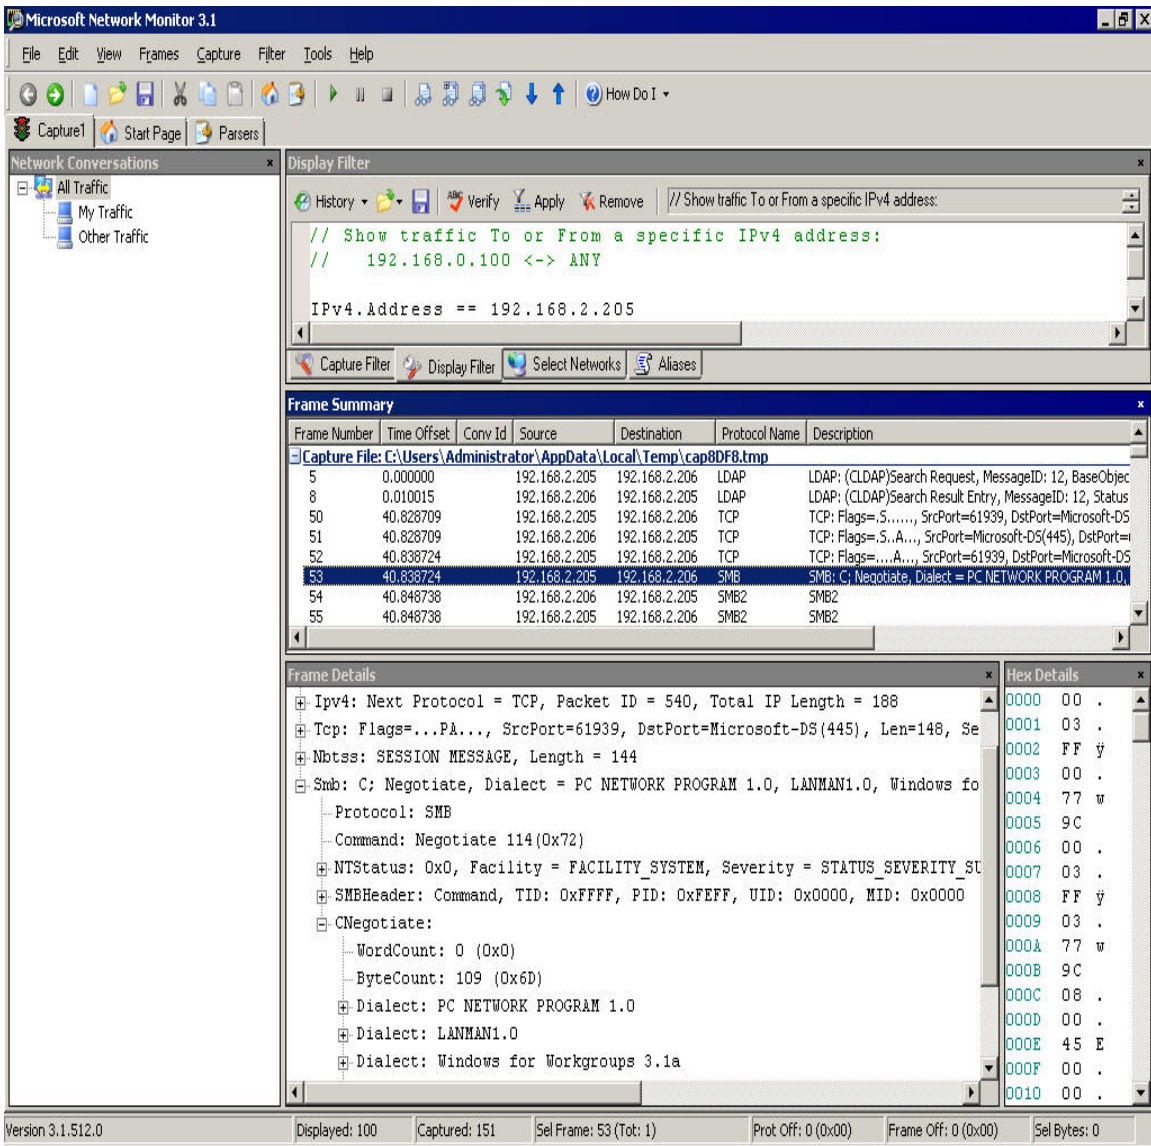 Microsoft Network Monitor 3.1
File Edit View Frames Capture Filter Tools Help
How Do I
Capture1 Start Page Parsers
Network Conversations
All Traffic
My Traffic
Other Traffic
Display Filter
History Verify Apply Remove // Show traffic To or From a specific IPv4 address:
// Show traffic To or From a specific IPv4 address:
// 192.168.0.100 <-> ANY
IPv4.Address == 192.168.2.205
Capture Filter Display Filter Select Networks Aliases
Frame Summary
Frame Number Time Offset Conv Id Source Destination Protocol Name Description
Capture File: C:\Users\Administrator\AppData\Local\Temp\cap8DF8.tmp
5 0.000000 192.168.2.205 192.168.2.206 LDAP LDAP: (CLDAP)Search Request, MessageID: 12, BaseObjec
8 0.010015 192.168.2.206 192.168.2.205 LDAP LDAP: (CLDAP)Search Result Entry, MessageID: 12, Status
50 40.828709 192.168.2.205 192.168.2.206 TCP TCP: Flags=.S......, SrcPort=61939, DstPort=Microsoft-DS
51 40.828709 192.168.2.206 192.168.2.205 TCP TCP: Flags=.S..A..., SrcPort=Microsoft-DS(445), DstPort=
52 40.838724 192.168.2.205 192.168.2.206 TCP TCP: Flags=....A..., SrcPort=61939, DstPort=Microsoft-DS
53 40.838724 192.168.2.205 192.168.2.206 SMB SMB: C; Negotiate, Dialect = PC NETWORK PROGRAM 1.0,
54 40.848738 192.168.2.206 192.168.2.205 SMB2 SMB2
55 40.848738 192.168.2.205 192.168.2.206 SMB2 SMB2
Frame Details
Ipv4: Next Protocol = TCP, Packet ID = 540, Total IP Length = 188
Tcp: Flags=...PA..., SrcPort=61939, DstPort=Microsoft-DS(445), Len=148, Se
Nbtss: SESSION MESSAGE, Length = 144
Smb: C; Negotiate, Dialect = PC NETWORK PROGRAM 1.0, LANMAN1.0, Windows fo
Protocol: SMB
Command: Negotiate 114(0x72)
NTStatus: 0x0, Facility = FACILITY_SYSTEM, Severity = STATUS_SEVERITY_SU
SMBHeader: Command, TID: 0xFFFF, PID: 0xFEFF, UID: 0x0000, MID: 0x0000
CNegotiate:
WordCount: 0 (0x0)
ByteCount: 109 (0x6D)
Dialect: PC NETWORK PROGRAM 1.0
Dialect: LANMAN1.0
Dialect: Windows for Workgroups 3.1a
Hex Details
0000 00 .
0001 03 .
0002 FF ÿ
0003 00 .
0004 77 w
0005 9C
0006 00 .
0007 03 .
0008 FF ÿ
0009 03 .
000A 77 w
000B 9C
000C 08 .
000D 00 .
000E 45 E
000F 00 .
0010 00 .
Version 3.1.512.0 Displayed: 100 Captured: 151 Sel Frame: 53 (Tot: 1) Prot Off: 0 (0x00) Frame Off: 0 (0x00) Sel Bytes: 0